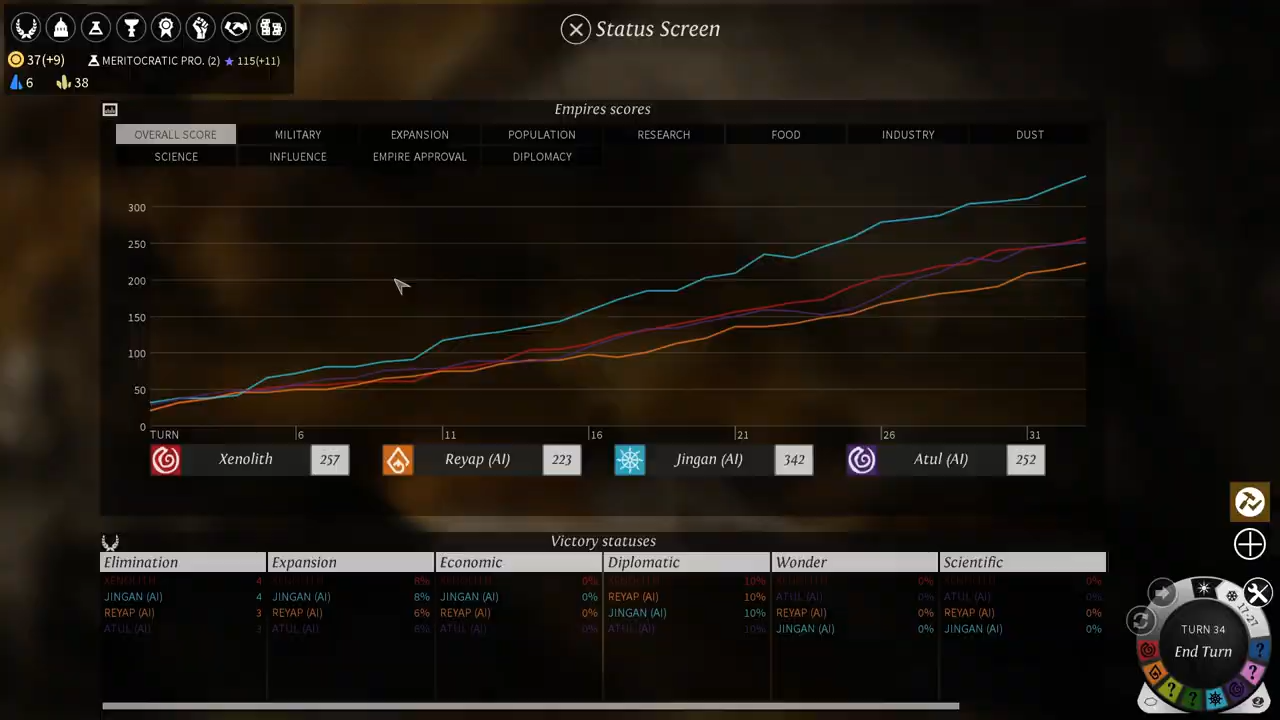 Status Screen
37(+9) MERITOCRATIC PRO. (2) 115(+11)
6 38
Empires scores
OVERALL SCORE MILITARY EXPANSION POPULATION RESEARCH FOOD INDUSTRY DUST
SCIENCE INFLUENCE EMPIRE APPROVAL DIPLOMACY
300
250
200
150
100
50
0
TURN 6 11 16 21 26 31
Xenolith 257 Reyap (AI) 223 Jingan (AI) 342 Atul (AI) 252
Victory statuses
Elimination Expansion Economic Diplomatic Wonder Scientific
XENOLITH 4 XENOLITH 8% XENOLITH 0% XENOLITH 10% XENOLITH 0% XENOLITH 0%
JINGAN (AI) 4 JINGAN (AI) 8% JINGAN (AI) 0% REYAP (AI) 10% ATUL (AI) 0% ATUL (AI) 0%
REYAP (AI) 3 REYAP (AI) 6% REYAP (AI) 0% JINGAN (AI) 10% REYAP (AI) 0% REYAP (AI) 0%
ATUL (AI) 3 ATUL (AI) 8% ATUL (AI) 0% ATUL (AI) 10% JINGAN (AI) 0% JINGAN (AI) 0%
17-27
TURN 34
End Turn
? ? ? ?